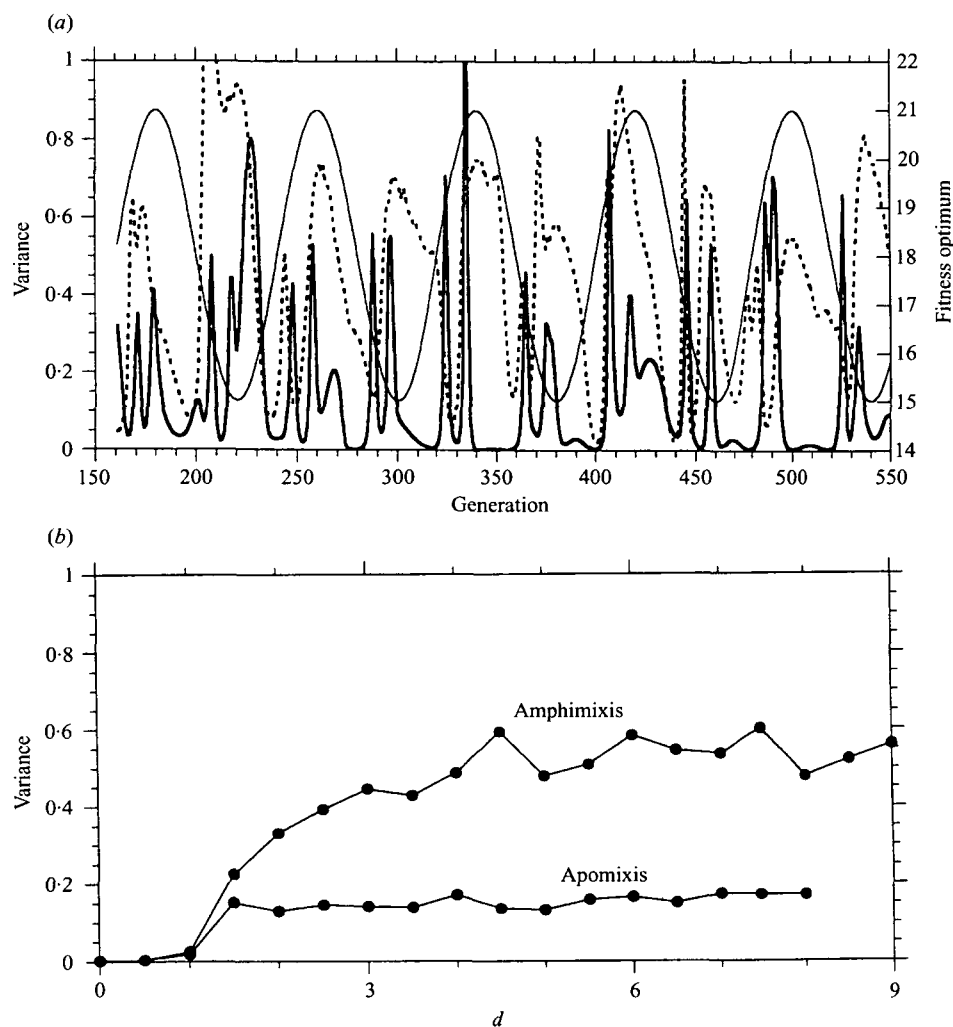 (a)
1
0·8
0·6
0·4
0·2
0
Variance
22
21
20
19
18
17
16
15
14
Fitness optimum
150 200 250 300 350 400 450 500 550
Generation
(b)
1
0·8
0·6
0·4
0·2
0
Variance
Amphimixis
Apomixis
0 3 6 9
d